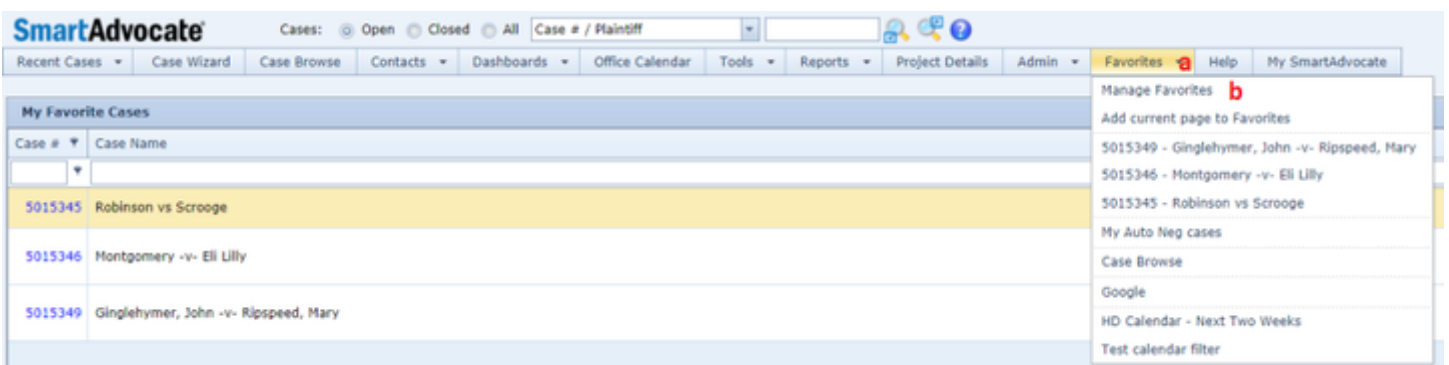 SmartAdvocate Cases: Open Closed All Case # / Plaintiff
Recent Cases Case Wizard Case Browse Contacts Dashboards Office Calendar Tools Reports Project Details Admin Favorites a Help My SmartAdvocate
My Favorite Cases
Case # Case Name
5015345 Robinson vs Scrooge
5015346 Montgomery -v- Eli Lilly
5015349 Ginglehymer, John -v- Ripspeed, Mary
Manage Favorites b
Add current page to Favorites
5015349 - Ginglehymer, John -v- Ripspeed, Mary
5015346 - Montgomery -v- Eli Lilly
5015345 - Robinson vs Scrooge
My Auto Neg cases
Case Browse
Google
HD Calendar - Next Two Weeks
Test calendar filter